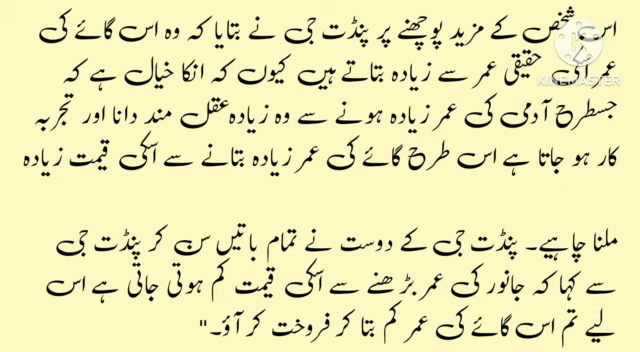 اس شخص کے مزید پوچھنے پر پنڈت جی نے بتایا کہ وہ اس گائے کی
عمر اسکی حقیقی عمر سے زیادہ بتاتے ہیں کیوں کہ انکا خیال ہے کہ
جسطرح آدمی کی عمر زیادہ ہونے سے وہ زیادہ عقل مند دانا اور تجربہ
کار ہو جاتا ہے اس طرح گائے کی عمر زیادہ بتانے سے اسکی قیمت زیادہ
ملنا چاہیے۔ پنڈت جی کے دوست نے تمام باتیں سن کر پنڈت جی
سے کہا کہ جانور کی عمر بڑھنے سے اسکی قیمت کم ہوتی جاتی ہے اس
لیے تم اس گائے کی عمر کم بتا کر فروخت کر آؤ۔"
KINEMASTER